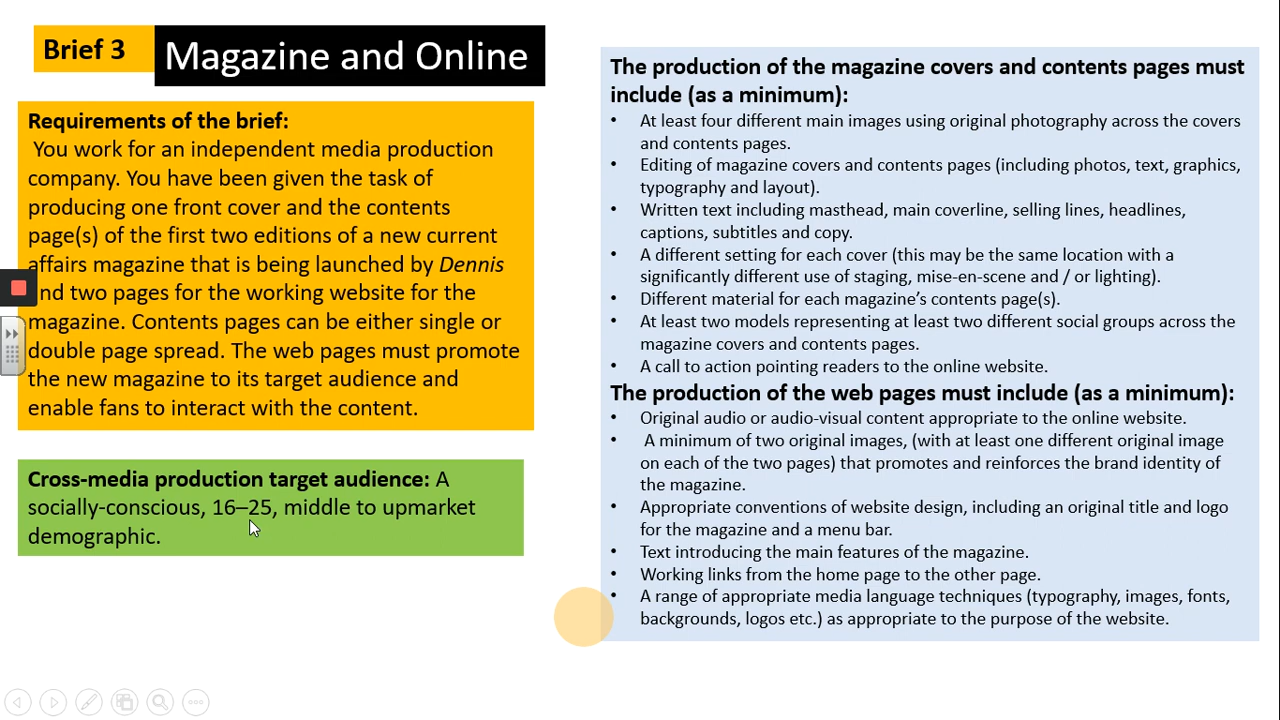 Brief 3
Magazine and Online
Requirements of the brief:
You work for an independent media production
company. You have been given the task of
producing one front cover and the contents
page(s) of the first two editions of a new current
affairs magazine that is being launched by Dennis
nd two pages for the working website for the
magazine. Contents pages can be either single or
double page spread. The web pages must promote
the new magazine to its target audience and
enable fans to interact with the content.
Cross-media production target audience: A
socially-conscious, 16–25, middle to upmarket
demographic.
The production of the magazine covers and contents pages must
include (as a minimum):
• At least four different main images using original photography across the covers
and contents pages.
• Editing of magazine covers and contents pages (including photos, text, graphics,
typography and layout).
• Written text including masthead, main coverline, selling lines, headlines,
captions, subtitles and copy.
• A different setting for each cover (this may be the same location with a
significantly different use of staging, mise-en-scene and / or lighting).
• Different material for each magazine's contents page(s).
• At least two models representing at least two different social groups across the
magazine covers and contents pages.
• A call to action pointing readers to the online website.
The production of the web pages must include (as a minimum):
• Original audio or audio-visual content appropriate to the online website.
• A minimum of two original images, (with at least one different original image
on each of the two pages) that promotes and reinforces the brand identity of
the magazine.
• Appropriate conventions of website design, including an original title and logo
for the magazine and a menu bar.
• Text introducing the main features of the magazine.
• Working links from the home page to the other page.
• A range of appropriate media language techniques (typography, images, fonts,
backgrounds, logos etc.) as appropriate to the purpose of the website.